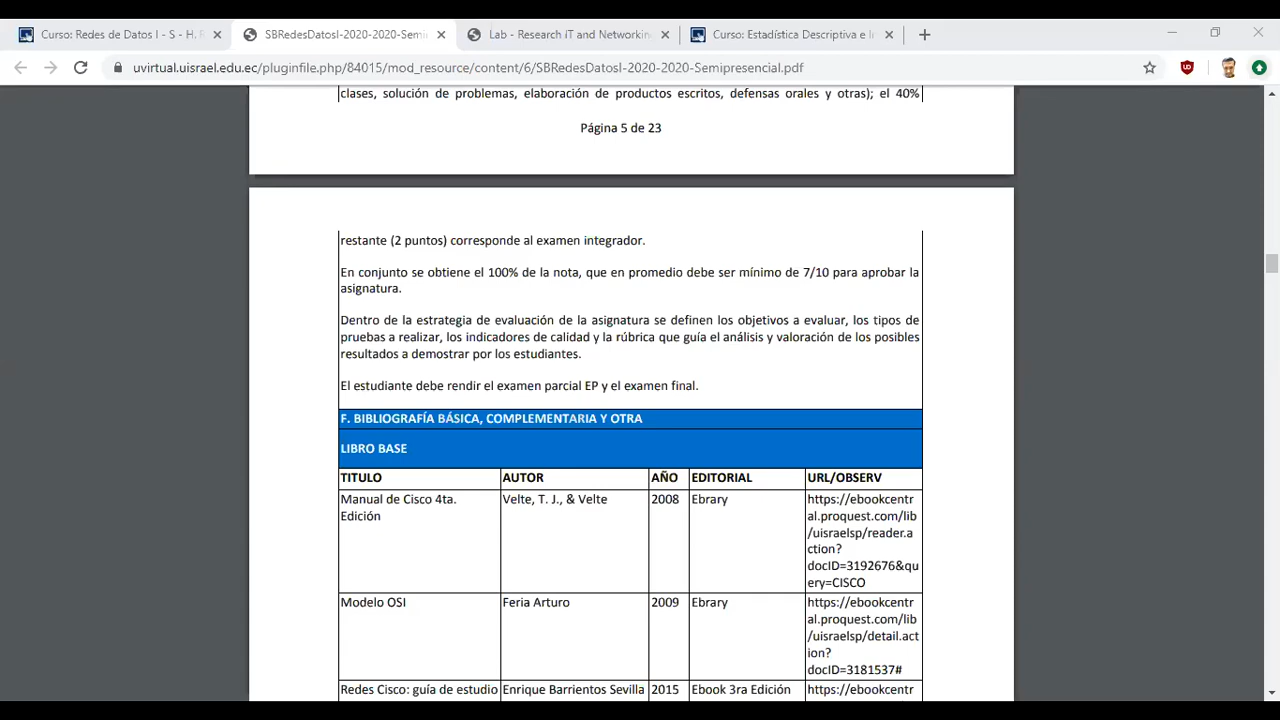 Curso: Redes de Datos I - S - H.
SBRedesDatosI-2020-2020-Semi
Lab - Research IT and Networkin
Curso: Estadística Descriptiva e I
uvirtual.uisrael.edu.ec/pluginfile.php/84015/mod_resource/content/6/SBRedesDatosI-2020-2020-Semipresencial.pdf
clases, solución de problemas, elaboración de productos escritos, defensas orales y otras); el 40%
Página 5 de 23
restante (2 puntos) corresponde al examen integrador.
En conjunto se obtiene el 100% de la nota, que en promedio debe ser mínimo de 7/10 para aprobar la
asignatura.
Dentro de la estrategia de evaluación de la asignatura se definen los objetivos a evaluar, los tipos de
pruebas a realizar, los indicadores de calidad y la rúbrica que guía el análisis y valoración de los posibles
resultados a demostrar por los estudiantes.
El estudiante debe rendir el examen parcial EP y el examen final.
F. BIBLIOGRAFÍA BÁSICA, COMPLEMENTARIA Y OTRA
LIBRO BASE
TITULO AUTOR AÑO EDITORIAL URL/OBSERV
Manual de Cisco 4ta. Velte, T. J., & Velte 2008 Ebrary https://ebookcentr
Edición al.proquest.com/lib
/uisraelsp/reader.a
ction?
docID=3192676&qu
ery=CISCO
Modelo OSI Feria Arturo 2009 Ebrary https://ebookcentr
al.proquest.com/lib
/uisraelsp/detail.act
ion?
docID=3181537#
Redes Cisco: guía de estudio Enrique Barrientos Sevilla 2015 Ebook 3ra Edición https://ebookcentr